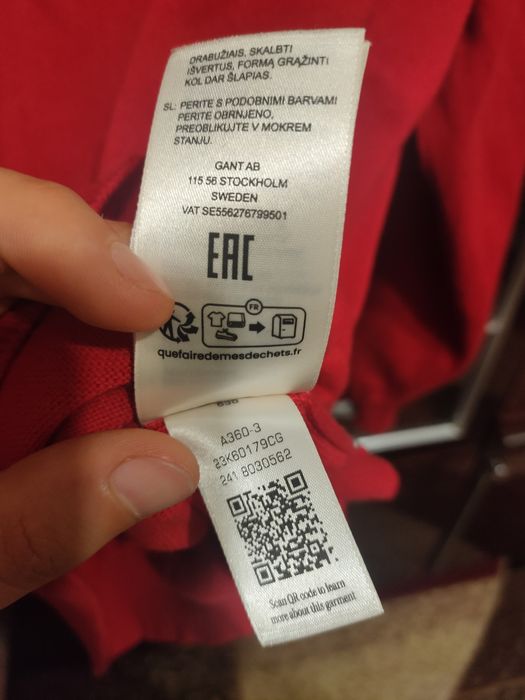 DRABUŽIAIS, SKALBTI
IŠVERTUS, FORMĄ GRĄŽINTI
KOL DAR ŠLAPIAS.
SL: PERITE S PODOBNIMI BARVAMI
PERITE OBRNJENO,
PREOBLIKUJTE V MOKREM
STANJU.
GANT AB
115 56 STOCKHOLM
SWEDEN
VAT SE556276799501
EAC
FR
quefairedemesdechets.fr
A360-3
23K60179CG
241 8030562
Scan QR code to learn
more about this garment